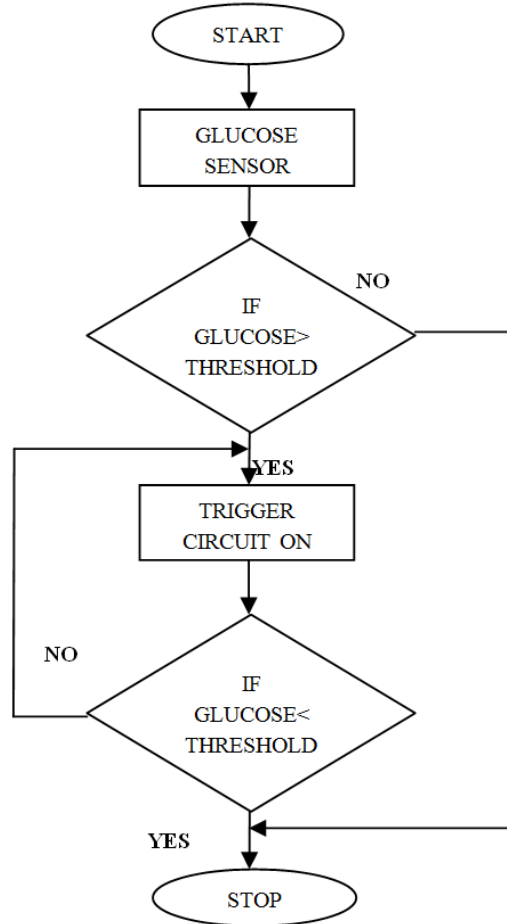 START
GLUCOSE
SENSOR
NO
IF
GLUCOSE>
THRESHOLD
YES
TRIGGER
CIRCUIT ON
NO
IF
GLUCOSE<
THRESHOLD
YES
STOP